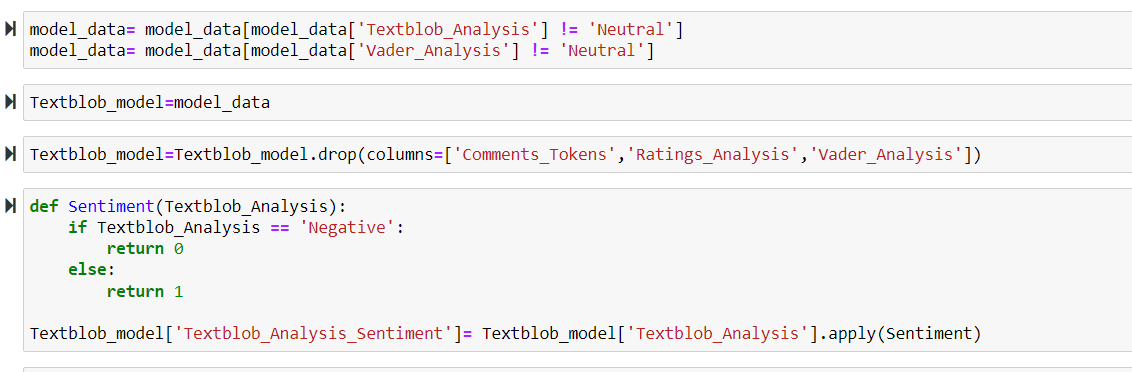 model_data= model_data[model_data['Textblob_Analysis'] != 'Neutral']
model_data= model_data[model_data['Vader_Analysis'] != 'Neutral']
Textblob_model=model_data
Textblob_model=Textblob_model.drop(columns=['Comments_Tokens','Ratings_Analysis','Vader_Analysis'])
def Sentiment(Textblob_Analysis):
    if Textblob_Analysis == 'Negative':
        return 0
    else:
        return 1
Textblob_model['Textblob_Analysis_Sentiment']= Textblob_model['Textblob_Analysis'].apply(Sentiment)